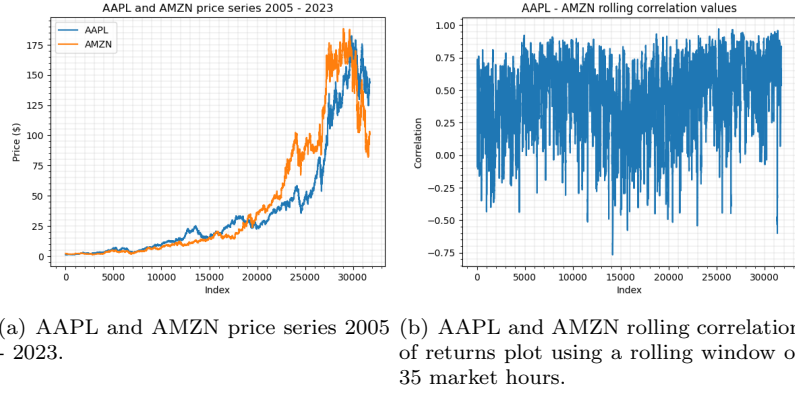 AAPL and AMZN price series 2005 - 2023
AAPL
AMZN
Price ($)
175
150
125
100
75
50
25
0
0 5000 10000 15000 20000 25000 30000
Index
AAPL - AMZN rolling correlation values
Correlation
1.00
0.75
0.50
0.25
0.00
−0.25
−0.50
−0.75
0 5000 10000 15000 20000 25000 30000
Index
(a) AAPL and AMZN price series 2005
- 2023.
(b) AAPL and AMZN rolling correlation
of returns plot using a rolling window o
35 market hours.